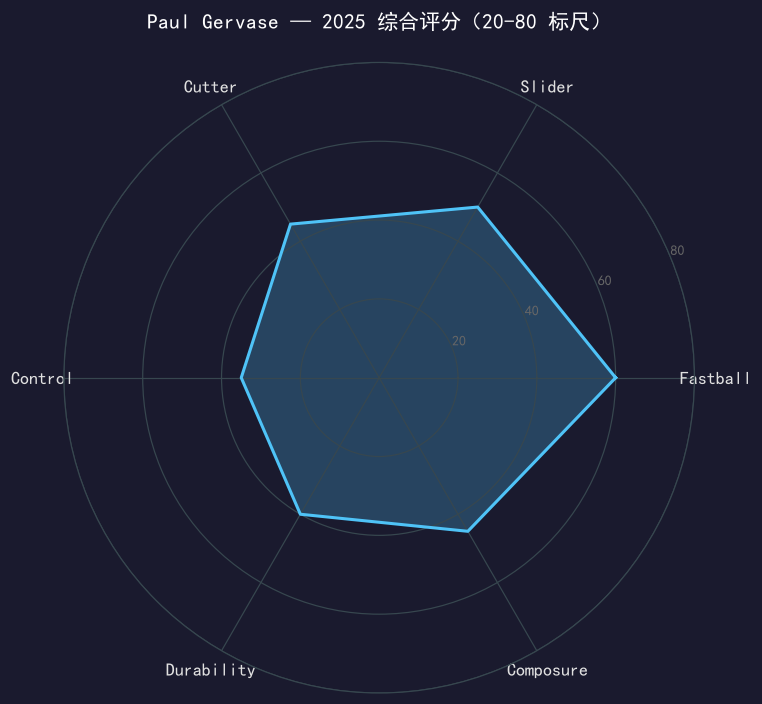 Paul Gervase — 2025 综合评分（20-80 标尺）
Cutter
Slider
80
60
40
20
Control
Fastball
Durability
Composure